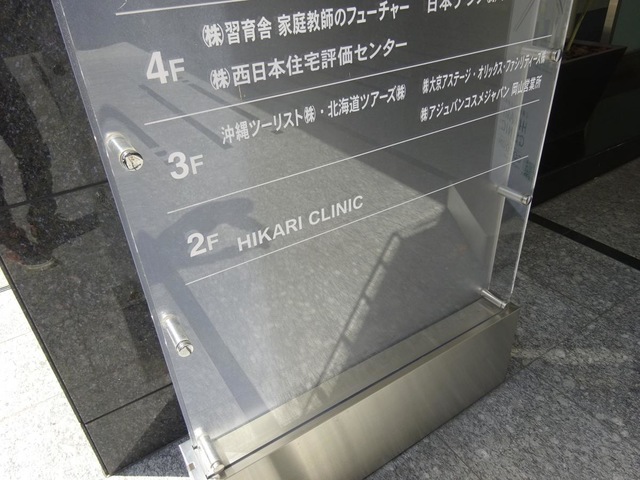 4F ㈱習育舎 家庭教師のフューチャー
㈱西日本住宅評価センター
3F 沖縄ツーリスト㈱・北海道ツアーズ㈱
㈱大京アステージ・オリックス・ファシリティーズ㈱
㈱アジュバンコスメジャパン 岡山営業所
2F HIKARI CLINIC